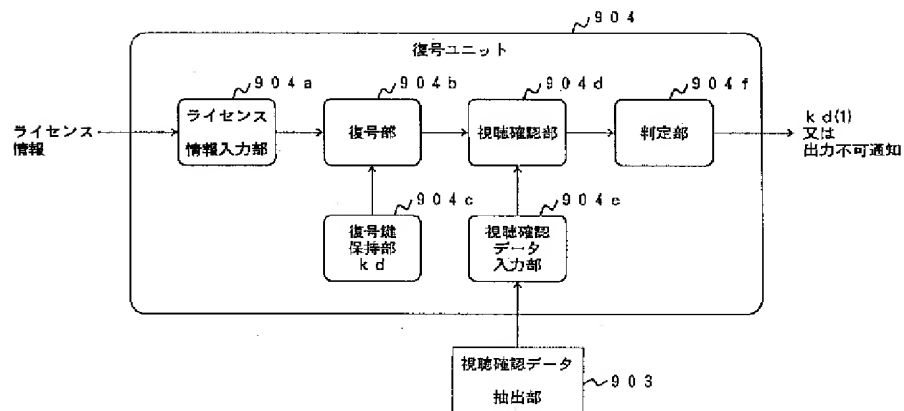 904
復号ユニット
904a
904b
904d
904f
ライセンス
情報
ライセンス
情報入力部
復号部
視聴確認部
判定部
kd(1)
又は
出力不可通知
904c
904e
復号鍵
保持部
kd
視聴確認
データ
入力部
視聴確認データ
抽出部
903